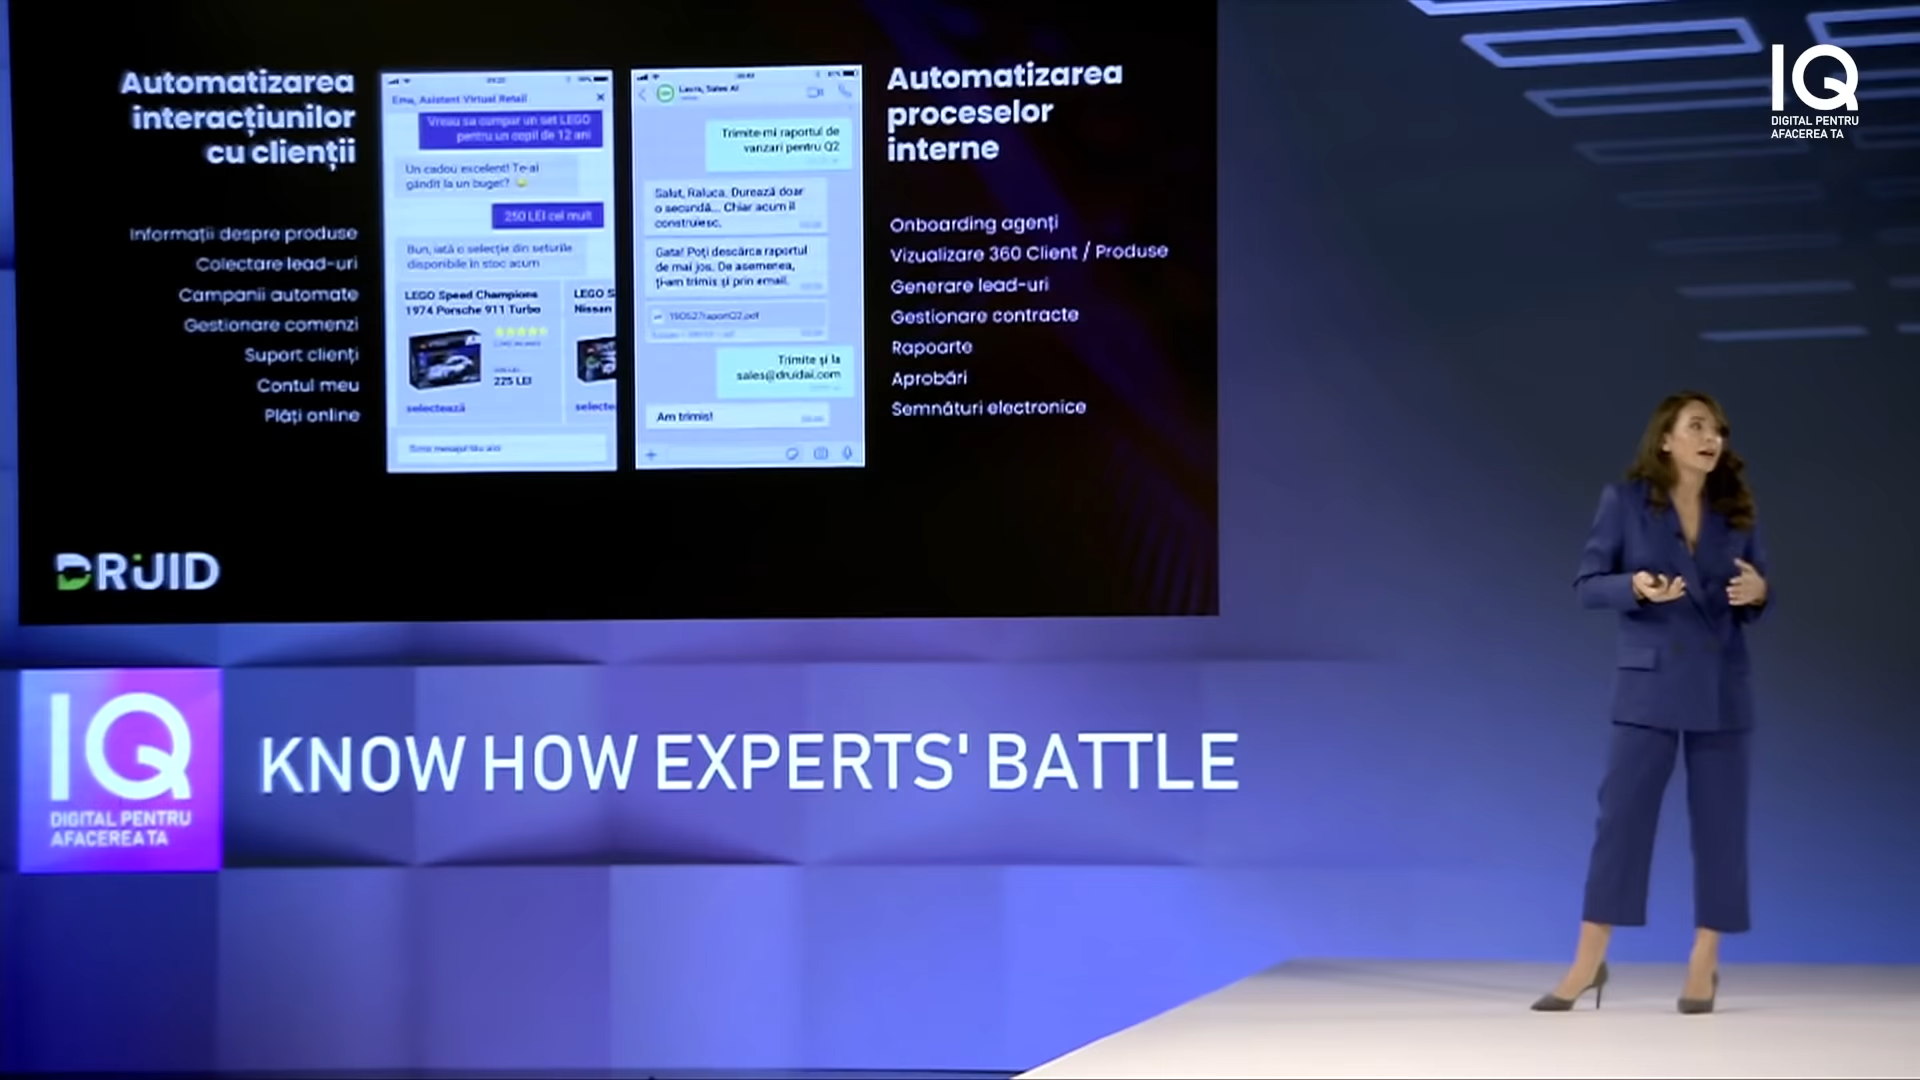 Automatizarea
interacțiunilor
cu clienții
Informații despre produse
Colectare lead-uri
Campanii automate
Gestionare comenzi
Suport clienți
Contul meu
Plăți online
Ema, Asistent Virtual Retail
Vreau sa cumpar un set LEGO
pentru un copil de 12 ani
Un cadou excelent! Te-ai
gândit la un buget?
250 LEI cel mult
Bun, iată o selecție din seturile
disponibile în stoc acum
LEGO Speed Champions
1974 Porsche 911 Turbo
225 LEI
selectează
LEGO S
Nissan
selecte
Scrie mesajul tău aici
Laura, Sales AI
Trimite-mi raportul de
vanzari pentru Q2
Salut, Raluca. Durează doar
o secundă... Chiar acum îl
construiesc.
Gata! Poți descărca raportul
de mai jos. De asemenea,
ți-am trimis și prin email.
Trimite și la
sales@druidai.com
Am trimis!
Automatizarea
proceselor
interne
Onboarding agenți
Vizualizare 360 Client / Produse
Generare lead-uri
Gestionare contracte
Rapoarte
Aprobări
Semnături electronice
DRUID
IQ
DIGITAL PENTRU
AFACEREA TA
KNOW HOW EXPERTS' BATTLE
IQ
DIGITAL PENTRU
AFACEREA TA